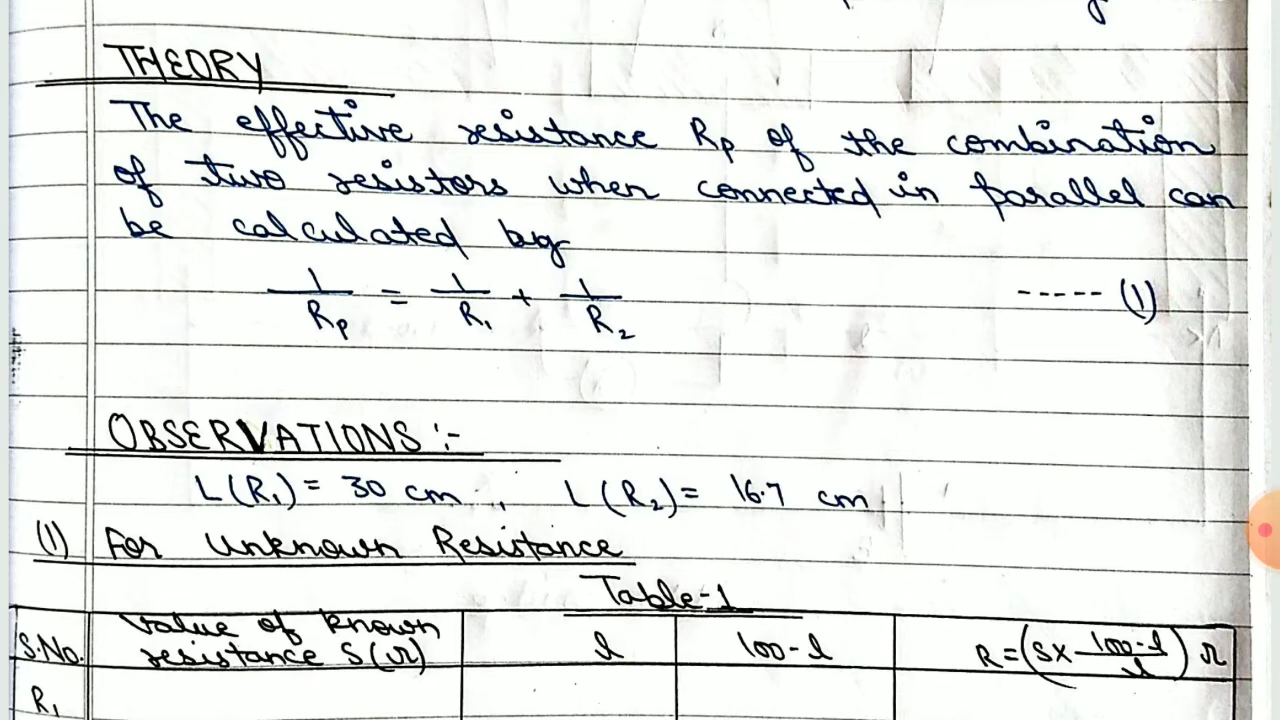 THEORY
The effective resistance Rp of the combination
of two resistors when connected in parallel can
be calculated by
1/Rp = 1/R₁ + 1/R₂ ----- (1)
OBSERVATIONS :-
L(R₁) = 30 cm , L(R₂) = 16.7 cm
(1) For Unknown Resistance
Table-1
S.No. Value of known resistance S(Ω) l 100-l R = (S× 100-l/l) Ω
R₁